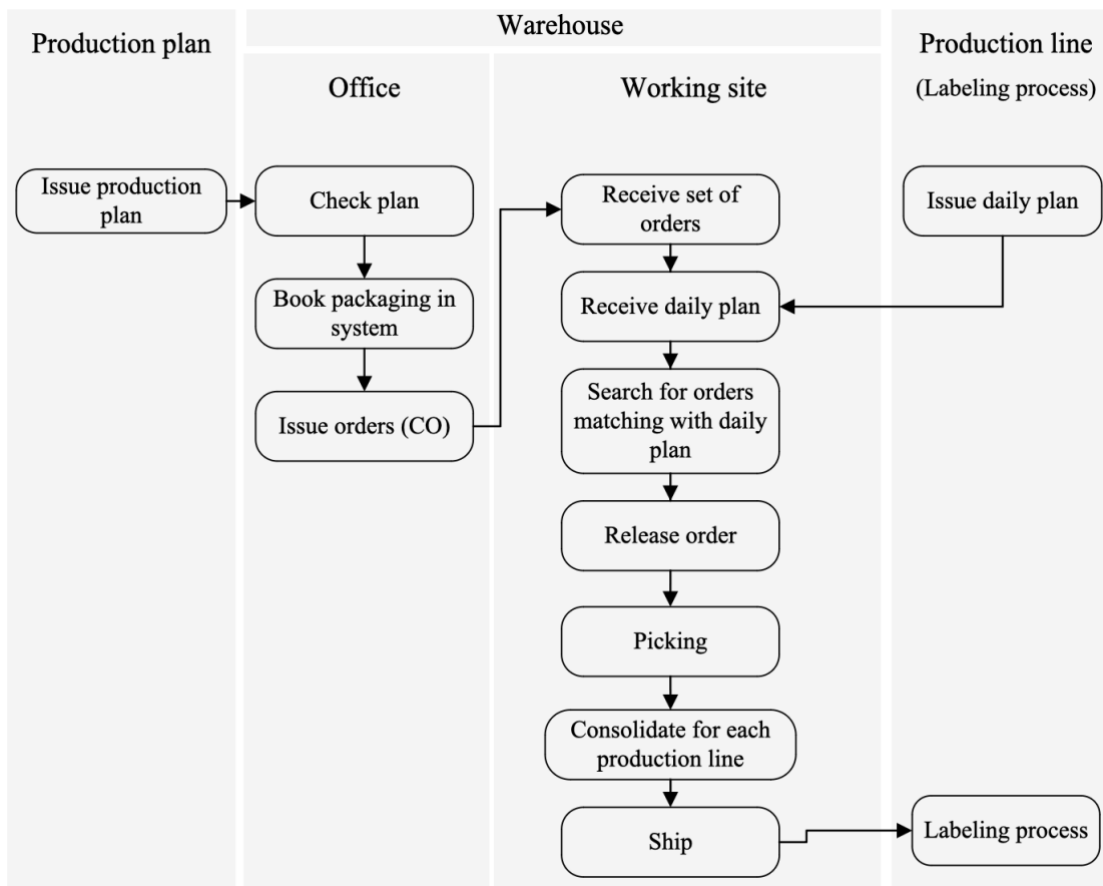 Production plan
Warehouse
Office
Working site
Production line
(Labeling process)
Issue production
plan
Check plan
Book packaging in
system
Issue orders (CO)
Receive set of
orders
Receive daily plan
Search for orders
matching with daily
plan
Release order
Picking
Consolidate for each
production line
Ship
Issue daily plan
Labeling process